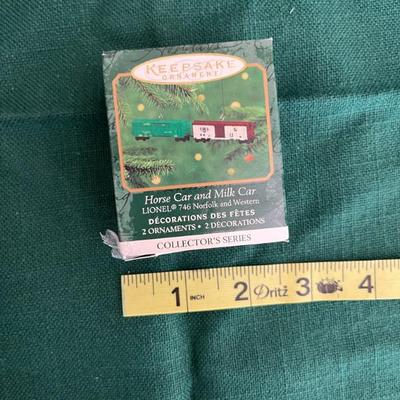 KEEPSAKE
ORNAMENT
Horse Car and Milk Car
LIONEL® 746 Norfolk and Western
DÉCORATIONS DES FÊTES
2 ORNAMENTS • 2 DÉCORATIONS
COLLECTOR'S SERIES
1 INCH 2 Dritz 3 4